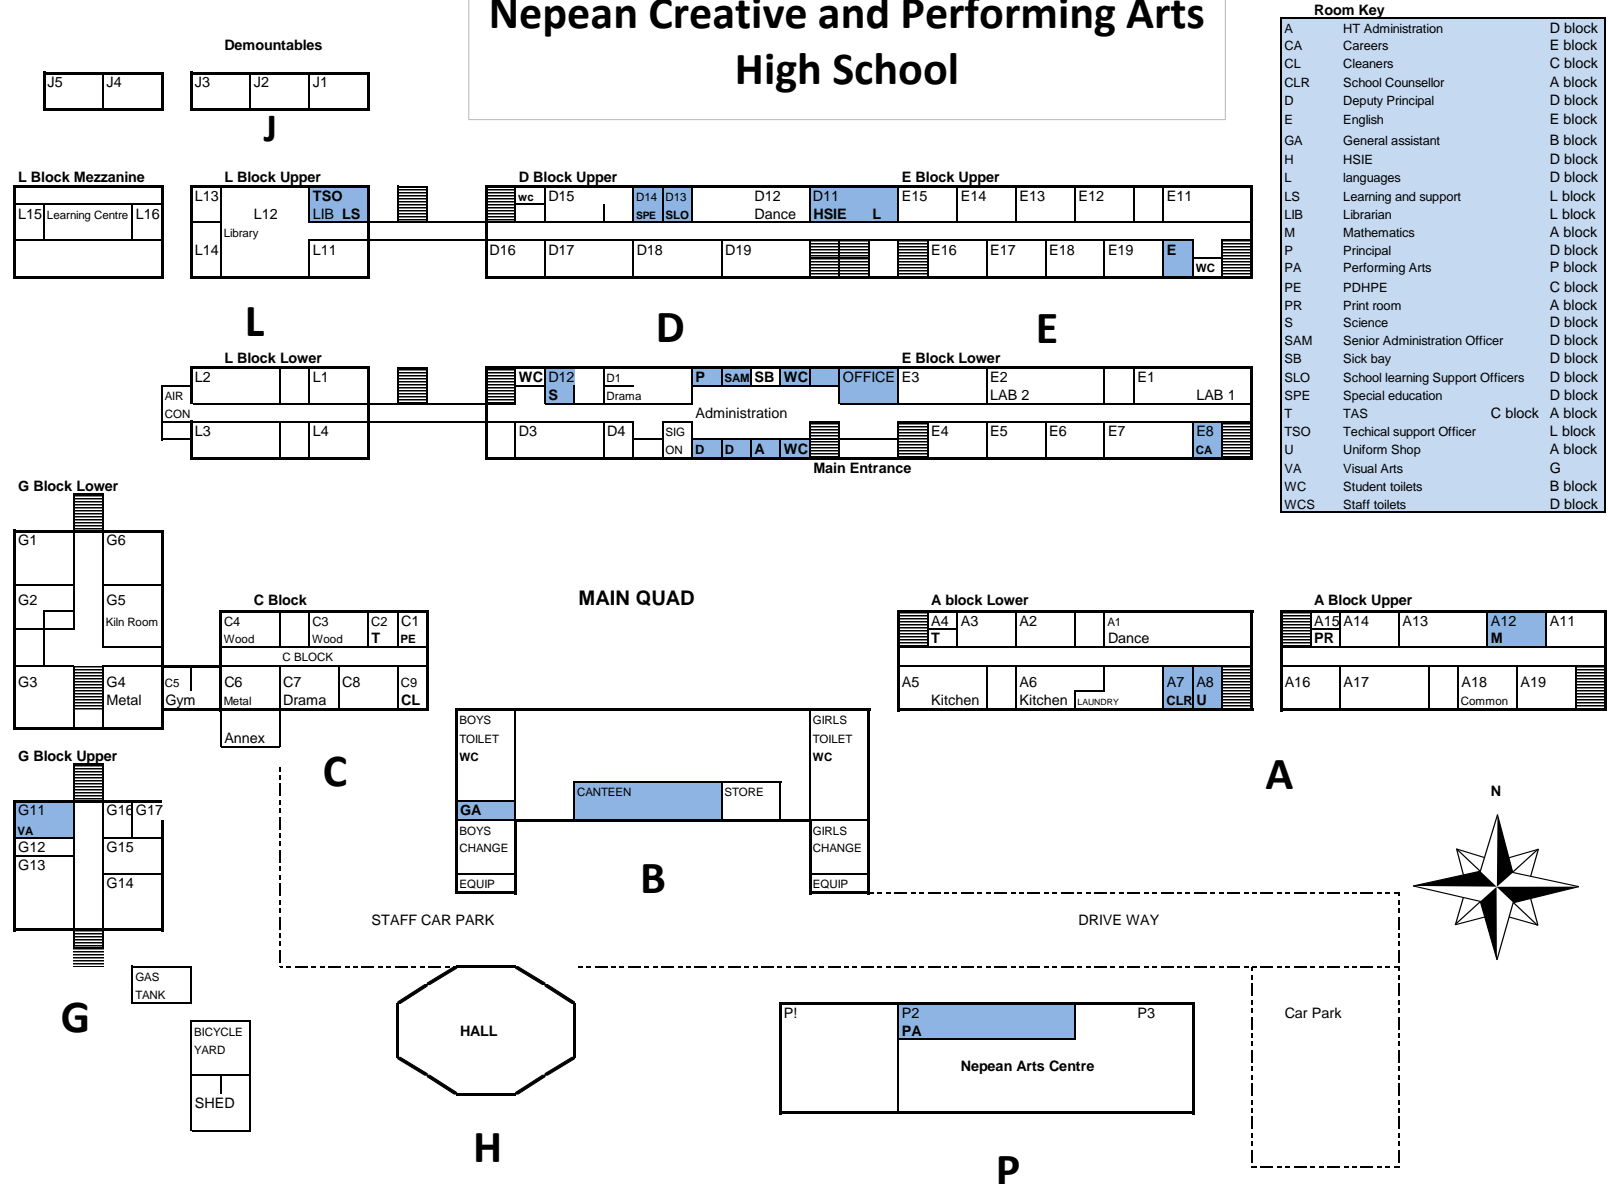 Nepean Creative and Performing Arts
High School
Room Key
A HT Administration D block
CA Careers E block
CL Cleaners C block
CLR School Counsellor A block
D Deputy Principal D block
E English E block
GA General assistant B block
H HSIE D block
L languages D block
LS Learning and support L block
LIB Librarian L block
M Mathematics A block
P Principal D block
PA Performing Arts P block
PE PDHPE C block
PR Print room A block
S Science D block
SAM Senior Administration Officer D block
SB Sick bay D block
SLO School learning Support Officers D block
SPE Special education D block
T TAS C block A block
TSO Techical support Officer L block
U Uniform Shop A block
VA Visual Arts G
WC Student toilets B block
WCS Staff toilets D block
Demountables
J5 J4 J3 J2 J1
J
L Block Mezzanine
L15 Learning Centre L16
L Block Upper
L13 TSO
L12 LIB LS
Library
L14 L11
L
D Block Upper
wc D15 D14 D13 D12 D11
SPE SLO Dance HSIE L
D16 D17 D18 D19
D
E Block Upper
E15 E14 E13 E12 E11
E16 E17 E18 E19 E
WC
E
L Block Lower
L2 L1
AIR
CON
L3 L4
WC D12 D1 P SAM SB WC OFFICE
S Drama
Administration
D3 D4 SIG
ON D D A WC
Main Entrance
E Block Lower
E3 E2 E1
LAB 2 LAB 1
E4 E5 E6 E7 E8
CA
G Block Lower
G1 G6
G2 G5
Kiln Room
G3 G4
Metal
C Block
C4 C3 C2 C1
Wood Wood T PE
C BLOCK
C5 C6 C7 C8 C9
Gym Metal Drama CL
Annex
C
MAIN QUAD
A block Lower
A4 A3 A2 A1
T Dance
A5 A6 A7 A8
Kitchen Kitchen LAUNDRY CLR U
A Block Upper
A15 A14 A13 A12 A11
PR M
A16 A17 A18 A19
Common
A
G Block Upper
G11 G16 G17
VA
G12 G15
G13
G14
G
BOYS
TOILET
WC
GA
BOYS
CHANGE
EQUIP
CANTEEN STORE
GIRLS
TOILET
WC
GIRLS
CHANGE
EQUIP
B
N
STAFF CAR PARK
DRIVE WAY
GAS
TANK
BICYCLE
YARD
SHED
HALL
H
P! P2 P3
PA
Nepean Arts Centre
P
Car Park